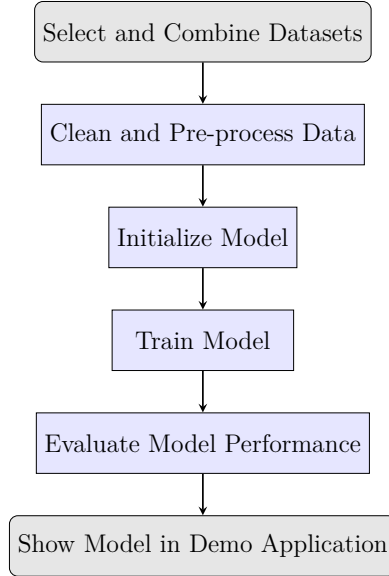 Select and Combine Datasets
Clean and Pre-process Data
Initialize Model
Train Model
Evaluate Model Performance
Show Model in Demo Application